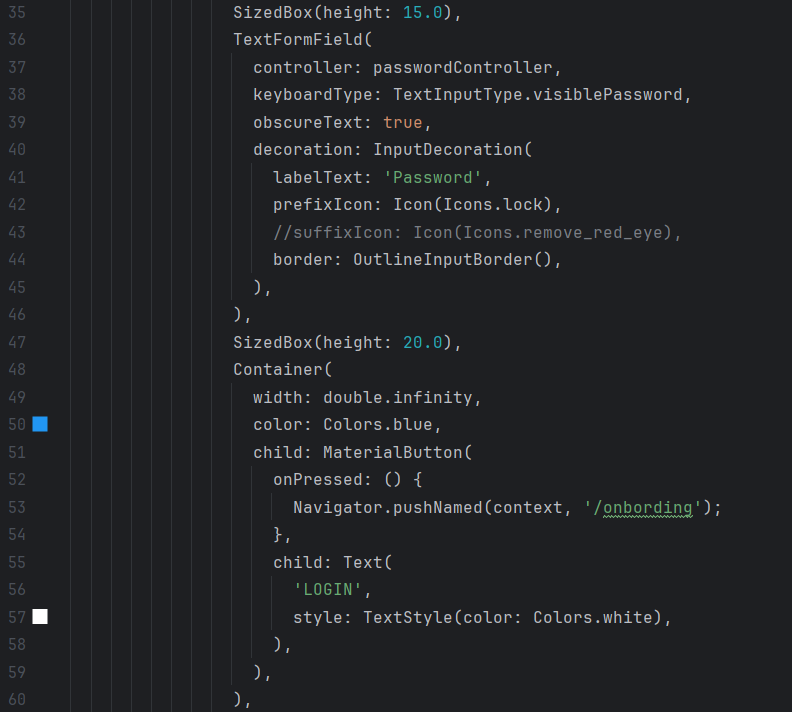 35 SizedBox(height: 15.0),
36 TextFormField(
37 controller: passwordController,
38 keyboardType: TextInputType.visiblePassword,
39 obscureText: true,
40 decoration: InputDecoration(
41 labelText: 'Password',
42 prefixIcon: Icon(Icons.lock),
43 //suffixIcon: Icon(Icons.remove_red_eye),
44 border: OutlineInputBorder(),
45 ),
46 ),
47 SizedBox(height: 20.0),
48 Container(
49 width: double.infinity,
50 color: Colors.blue,
51 child: MaterialButton(
52 onPressed: () {
53 Navigator.pushNamed(context, '/onbording');
54 },
55 child: Text(
56 'LOGIN',
57 style: TextStyle(color: Colors.white),
58 ),
59 ),
60 ),